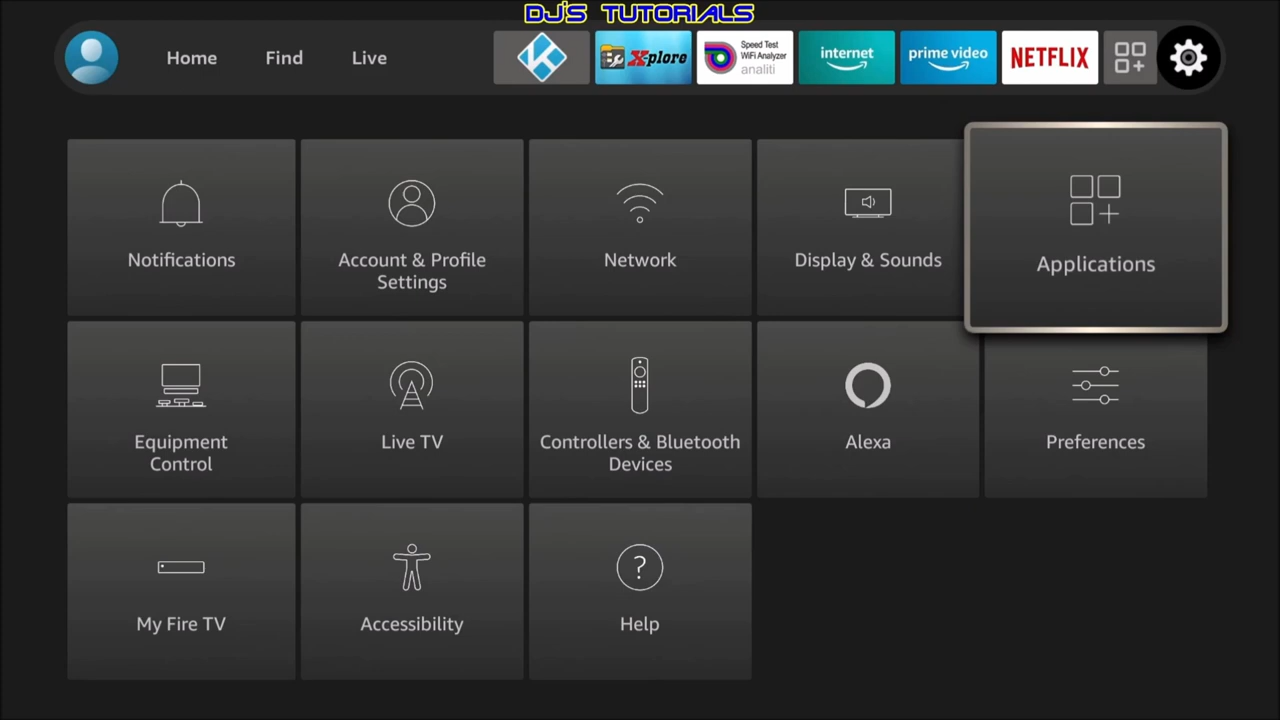 DJ'S TUTORIALS
Home
Find
Live
X-plore
Speed Test
WiFi Analyzer
analiti
internet
prime video
NETFLIX
Notifications
Account & Profile
Settings
Network
Display & Sounds
Applications
Equipment
Control
Live TV
Controllers & Bluetooth
Devices
Alexa
Preferences
My Fire TV
Accessibility
?
Help